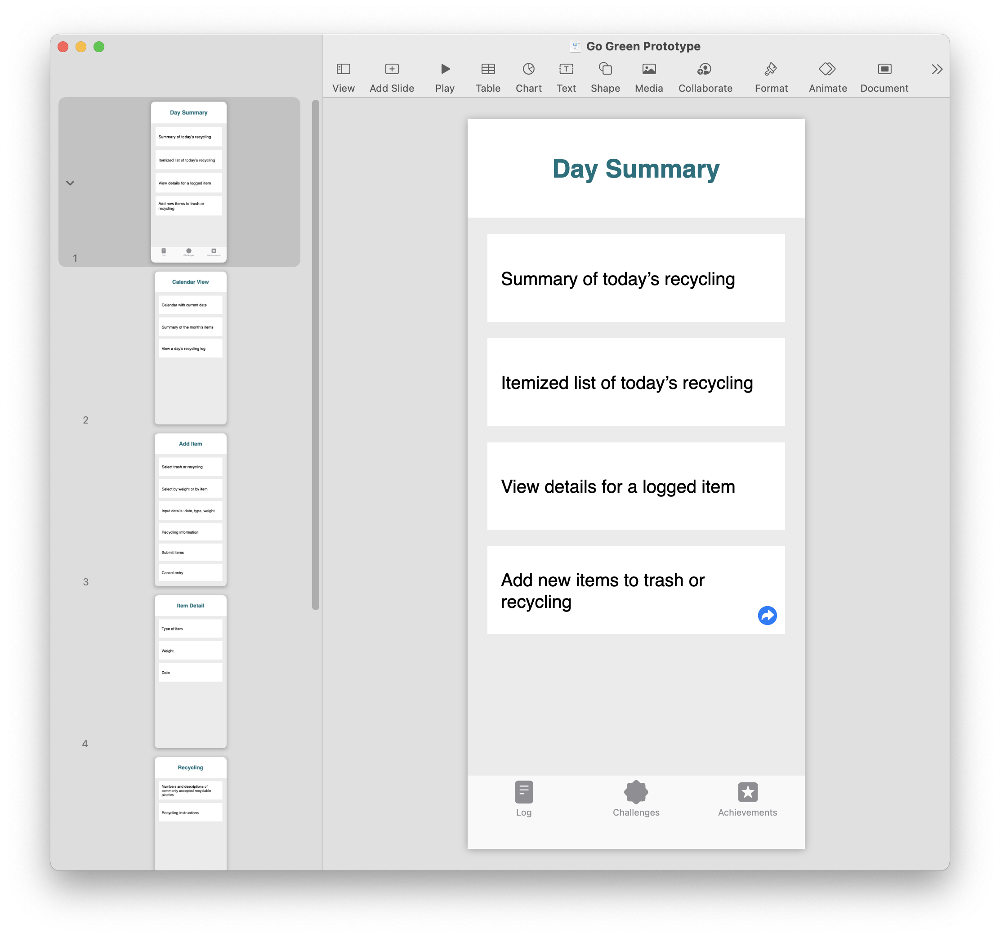 Go Green Prototype
View
Add Slide
Play
Table
Chart
Text
Shape
Media
Collaborate
Format
Animate
Document
Day Summary
Summary of today’s recycling
Itemized list of today’s recycling
View details for a logged item
Add new items to trash or
recycling
Log
Challenges
Achievements
1
Calendar View
Calendar with current date
Summary of the month's items
View a day's recycling log
2
Add Item
Select trash or recycling
Select by weight or by item
Input details: date, type, weight
Recycling information
Submit items
Cancel entry
3
Item Detail
Type of item
Weight
Date
4
Recycling
Numbers and descriptions of
commonly accepted recyclable
plastics
Recycling instructions
Day Summary
Summary of today’s recycling
Itemized list of today’s recycling
View details for a logged item
Add new items to trash or
recycling
Log
Challenges
Achievements